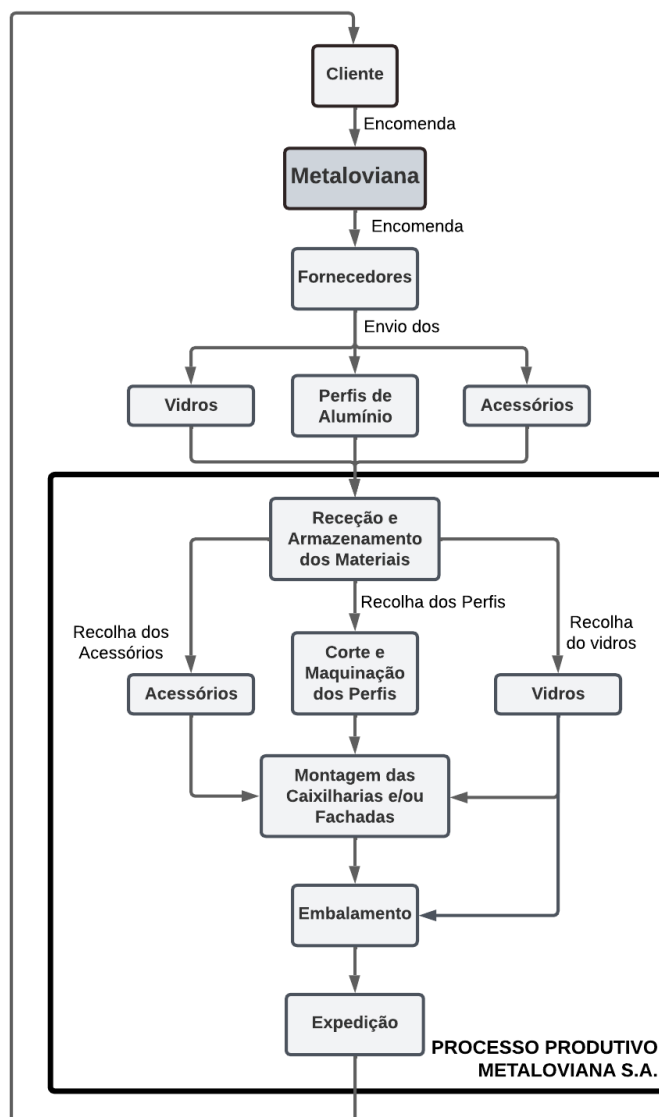 Cliente
Encomenda
Metaloviana
Encomenda
Fornecedores
Envio dos
Vidros
Perfis de
Alumínio
Acessórios
Receção e
Armazenamento
dos Materiais
Recolha dos
Acessórios
Recolha dos Perfis
Recolha
do vidros
Acessórios
Corte e
Maquinação
dos Perfis
Vidros
Montagem das
Caixilharias e/ou
Fachadas
Embalamento
Expedição
PROCESSO PRODUTIVO
METALOVIANA S.A.